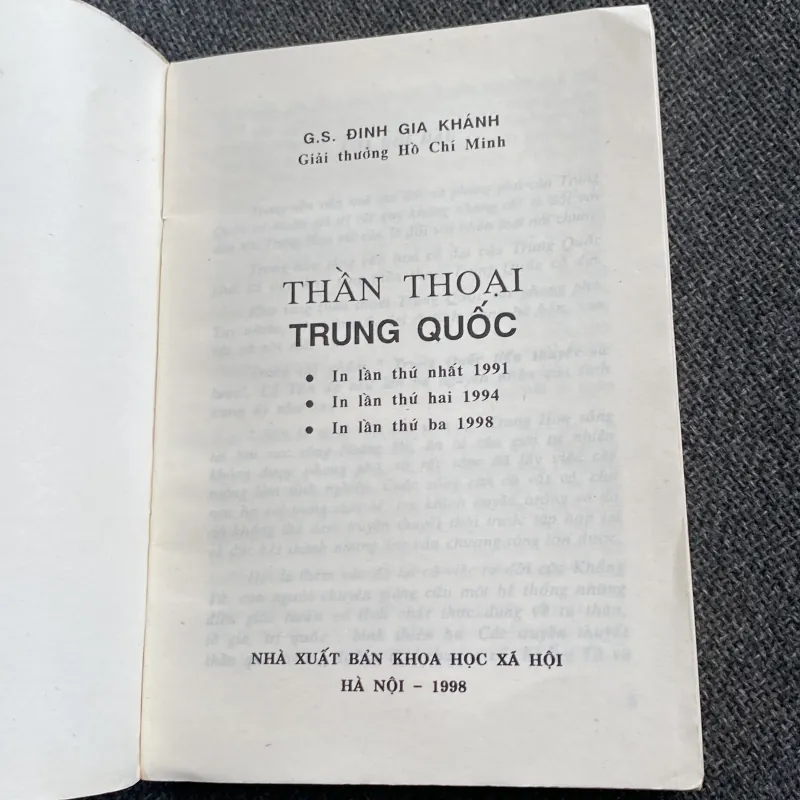 G.S. ĐINH GIA KHÁNH
Giải thưởng Hồ Chí Minh
THẦN THOẠI
TRUNG QUỐC
• In lần thứ nhất 1991
• In lần thứ hai 1994
• In lần thứ ba 1998
NHÀ XUẤT BẢN KHOA HỌC XÃ HỘI
HÀ NỘI – 1998